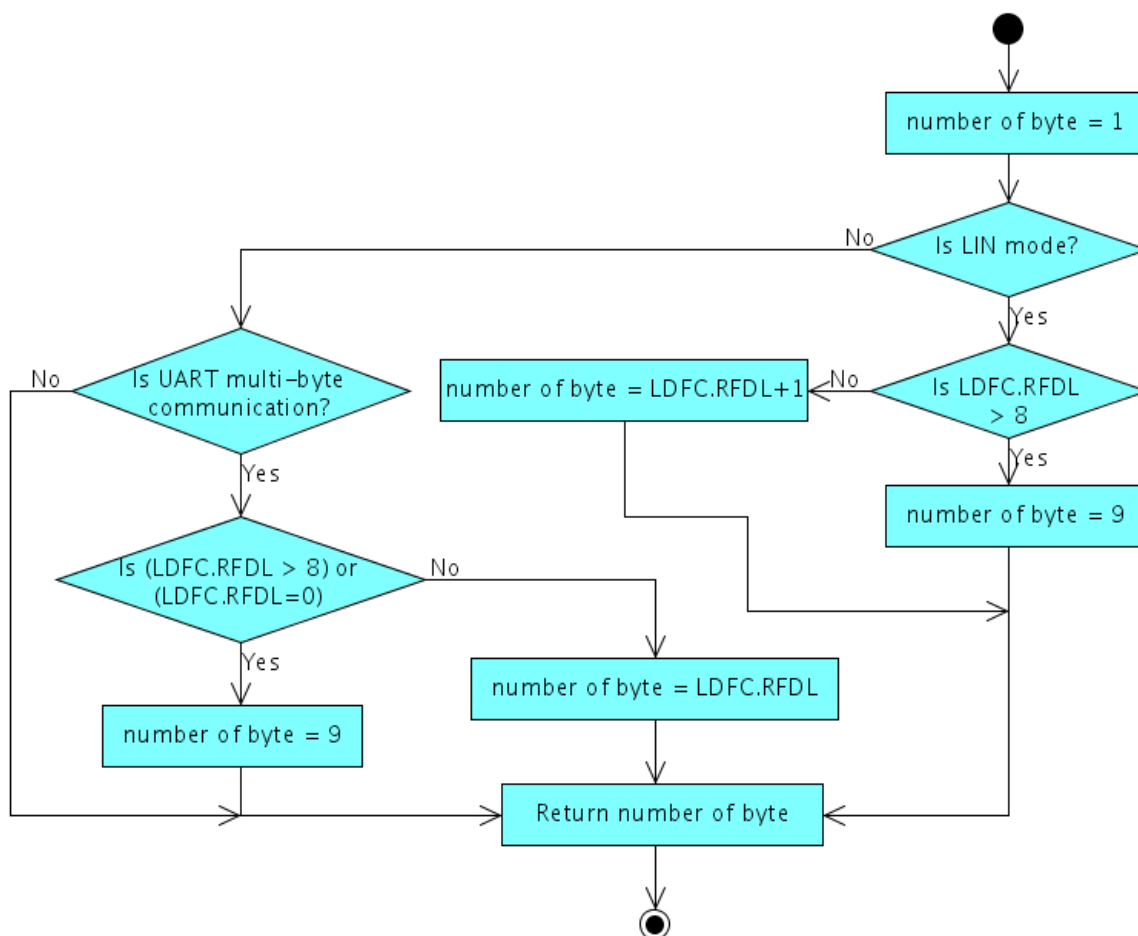 number of byte = 1
No
Is LIN mode?
Yes
No
Is UART multi-byte
communication?
number of byte = LDFC.RFDL+1
No
Is LDFC.RFDL
> 8
Yes
Yes
number of byte = 9
Is (LDFC.RFDL > 8) or
(LDFC.RFDL=0)
No
Yes
number of byte = LDFC.RFDL
number of byte = 9
Return number of byte